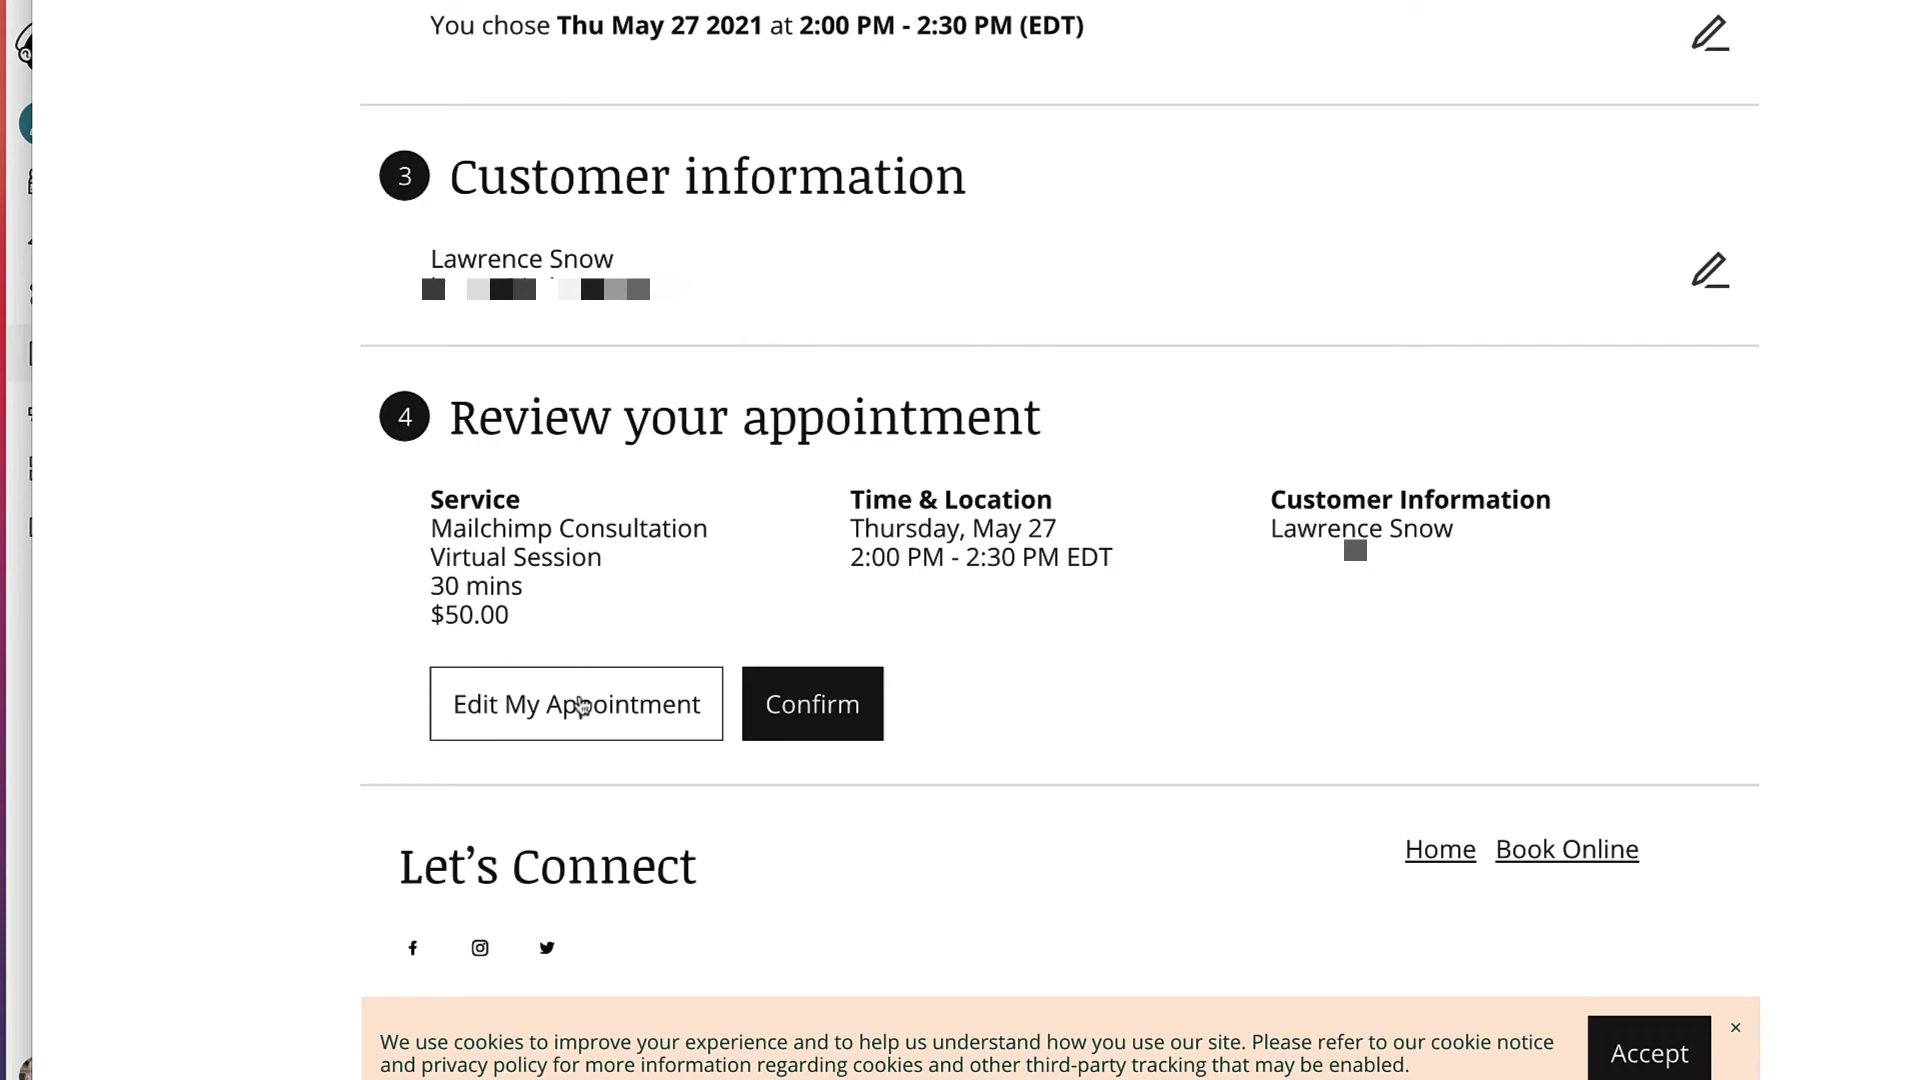 You chose Thu May 27 2021 at 2:00 PM - 2:30 PM (EDT)
3 Customer information
Lawrence Snow
4 Review your appointment
Service
Mailchimp Consultation
Virtual Session
30 mins
$50.00
Time & Location
Thursday, May 27
2:00 PM - 2:30 PM EDT
Customer Information
Lawrence Snow
Edit My Appointment
Confirm
Let’s Connect
Home Book Online
We use cookies to improve your experience and to help us understand how you use our site. Please refer to our cookie notice
and privacy policy for more information regarding cookies and other third-party tracking that may be enabled.
Accept
×